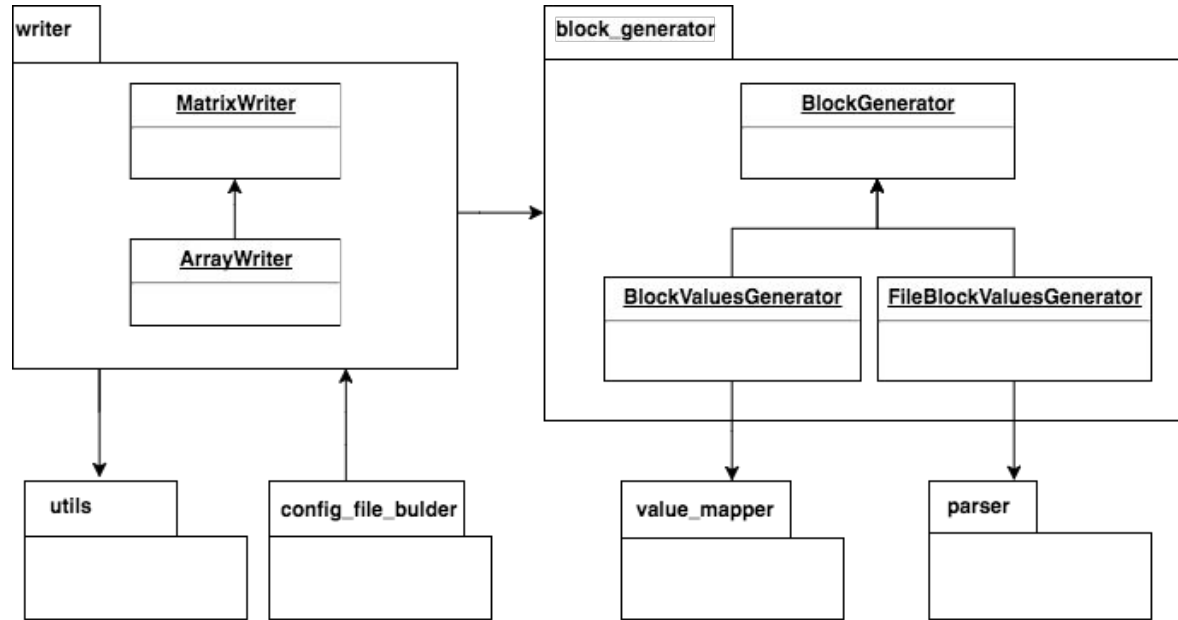 writer
block_generator
MatrixWriter
BlockGenerator
ArrayWriter
BlockValuesGenerator
FileBlockValuesGenerator
utils
config_file_bulder
value_mapper
parser